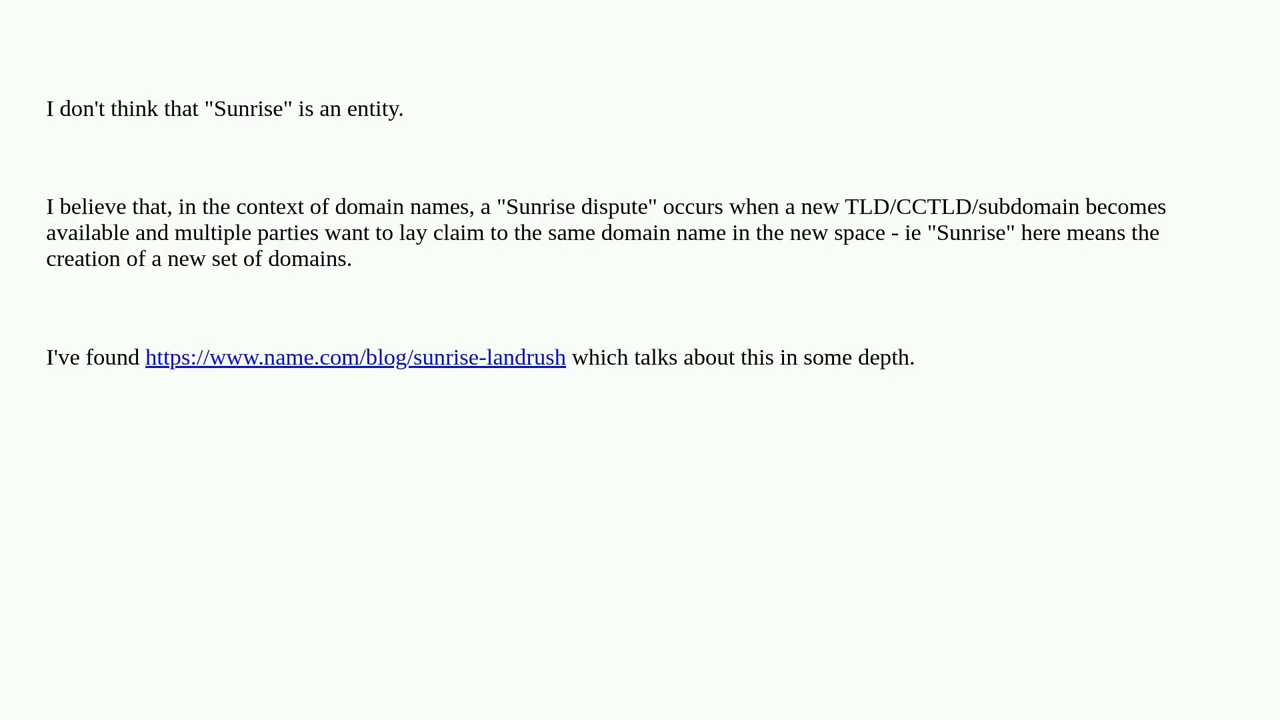 I don't think that "Sunrise" is an entity.
I believe that, in the context of domain names, a "Sunrise dispute" occurs when a new TLD/CCTLD/subdomain becomes
available and multiple parties want to lay claim to the same domain name in the new space - ie "Sunrise" here means the
creation of a new set of domains.
I've found https://www.name.com/blog/sunrise-landrush which talks about this in some depth.